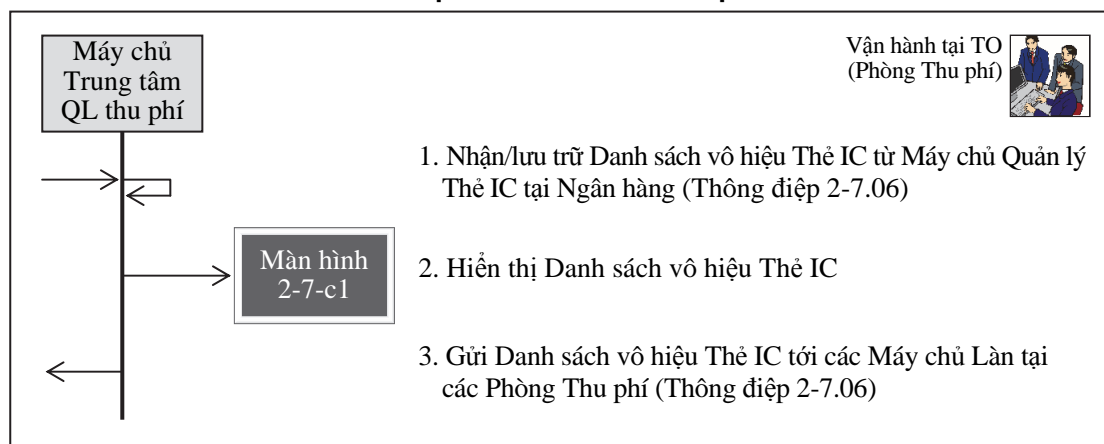 Máy chủ
Trung tâm
QL thu phí
Vận hành tại TO
(Phòng Thu phí)
1. Nhận/lưu trữ Danh sách vô hiệu Thẻ IC từ Máy chủ Quản lý
Thẻ IC tại Ngân hàng (Thông điệp 2-7.06)
Màn hình
2-7-c1
2. Hiển thị Danh sách vô hiệu Thẻ IC
3. Gửi Danh sách vô hiệu Thẻ IC tới các Máy chủ Làn tại
các Phòng Thu phí (Thông điệp 2-7.06)